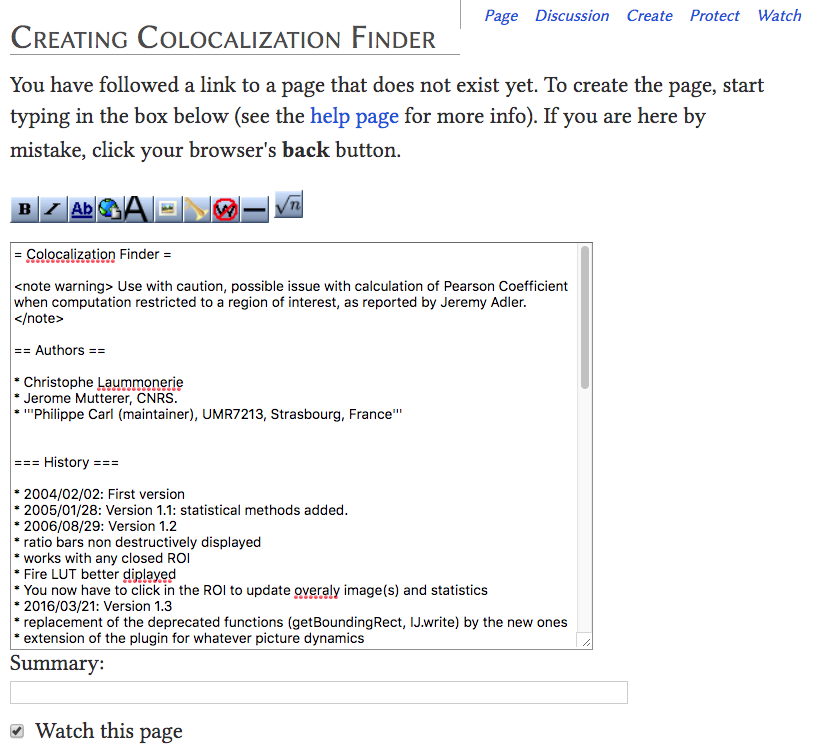 Page Discussion Create Protect Watch
Creating Colocalization Finder
You have followed a link to a page that does not exist yet. To create the page, start
typing in the box below (see the help page for more info). If you are here by
mistake, click your browser's back button.
B I Ab A W √n
= Colocalization Finder =
<note warning> Use with caution, possible issue with calculation of Pearson Coefficient
when computation restricted to a region of interest, as reported by Jeremy Adler.
</note>
== Authors ==
* Christophe Laummonerie
* Jerome Mutterer, CNRS.
* '''Philippe Carl (maintainer), UMR7213, Strasbourg, France'''
=== History ===
* 2004/02/02: First version
* 2005/01/28: Version 1.1: statistical methods added.
* 2006/08/29: Version 1.2
* ratio bars non destructively displayed
* works with any closed ROI
* Fire LUT better diplayed
* You now have to click in the ROI to update overaly image(s) and statistics
* 2016/03/21: Version 1.3
* replacement of the deprecated functions (getBoundingRect, IJ.write) by the new ones
* extension of the plugin for whatever picture dynamics
Summary:
Watch this page